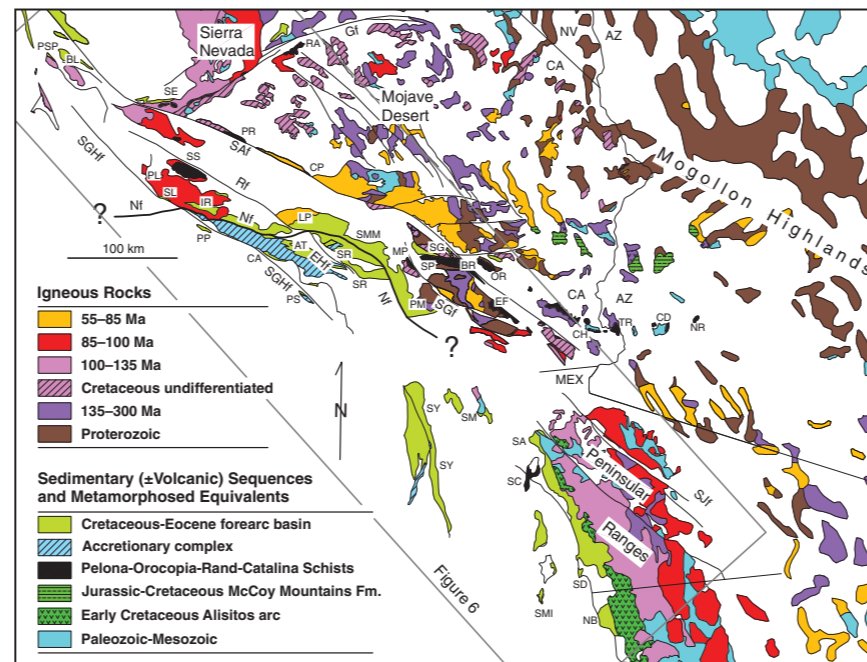 Sierra
Nevada
PSP
BL
SE
RA
Gf
NV
AZ
CA
Mojave
Desert
PR
SAf
CP
SGHf
SS
Rf
PL
SL
IR
Nf
Nf
?
LP
SMM
PP
CA
AT
EHf
SR
SR
SGHf
PS
Nf
MP
SG
SP
BR
OR
PM
SGf
EF
?
Mogollon Highlands
CA
AZ
CH
TR
CD
NR
MEX
100 km
N
SY
SY
SM
SA
SC
Peninsular
Ranges
SJf
SD
SMI
NB
Figure 6
Igneous Rocks
55–85 Ma
85–100 Ma
100–135 Ma
Cretaceous undifferentiated
135–300 Ma
Proterozoic
Sedimentary (±Volcanic) Sequences
and Metamorphosed Equivalents
Cretaceous-Eocene forearc basin
Accretionary complex
Pelona-Orocopia-Rand-Catalina Schists
Jurassic-Cretaceous McCoy Mountains Fm.
Early Cretaceous Alisitos arc
Paleozoic-Mesozoic